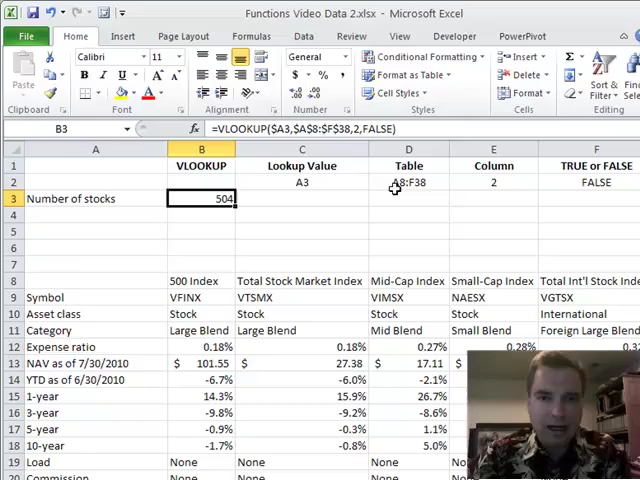 Functions Video Data 2.xlsx - Microsoft Excel
File Home Insert Page Layout Formulas Data Review View Developer PowerPivot
Paste
Calibri 11
B I U
A A
General
$ % ,
Conditional Formatting
Format as Table
Cell Styles
Insert
Delete
Format
Σ
Sort &
Filter
Find &
Select
Clipboard Font Alignment Number Styles Cells Editing
B3 fx =VLOOKUP($A3,$A$8:$F$38,2,FALSE)
A B C D E F
1 VLOOKUP Lookup Value Table Column TRUE or FALSE
2 A3 A8:F38 2 FALSE
3 Number of stocks 504
4
5
6
7
8 500 Index Total Stock Market Index Mid-Cap Index Small-Cap Index Total Int'l Stock Inde
9 Symbol VFINX VTSMX VIMSX NAESX VGTSX
10 Asset class Stock Stock Stock Stock International
11 Category Large Blend Large Blend Mid Blend Small Blend Foreign Large Blend
12 Expense ratio 0.18% 0.18% 0.27% 0.28% 0.32
13 NAV as of 7/30/2010 $ 101.55 $ 27.38 $ 17.11 $
14 YTD as of 6/30/2010 -6.7% -6.0% -2.1%
15 1-year 14.3% 15.9% 26.7%
16 3-year -9.8% -9.2% -8.6%
17 5-year -0.9% -0.3% 1.1%
18 10-year -1.7% -0.8% 5.0%
19 Load None None None
20 Commission None None None